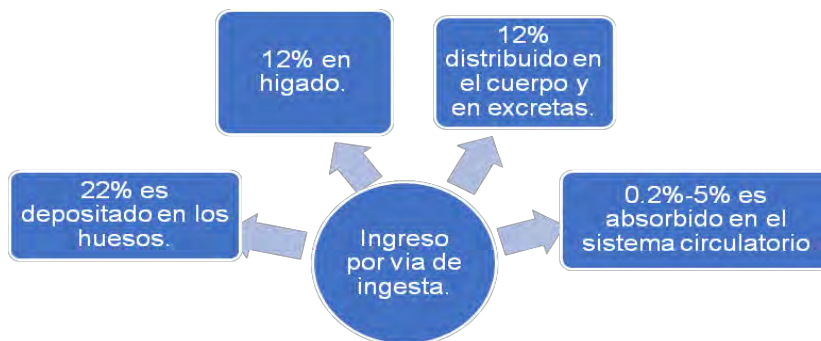 12% en
higado.
12%
distribuido en
el cuerpo y
en excretas.
22% es
depositado en los
huesos.
Ingreso
por via de
ingesta.
0.2%-5% es
absorbido en el
sistema circulatorio